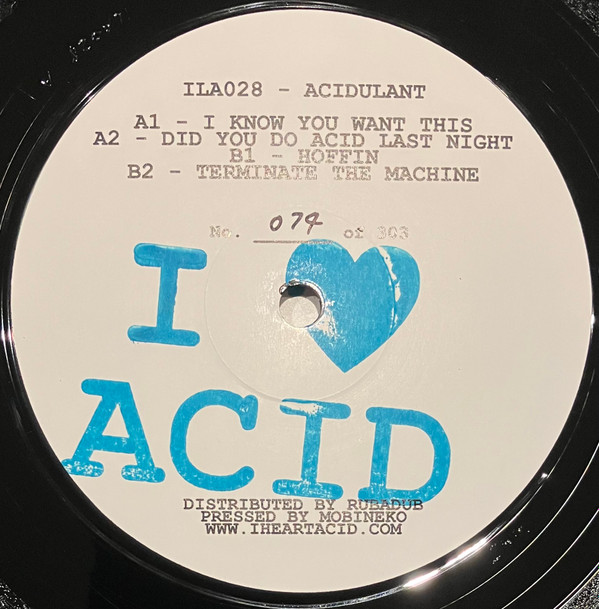 ILA028 - ACIDULANT
A1 - I KNOW YOU WANT THIS
A2 - DID YOU DO ACID LAST NIGHT
B1 - HOFFIN
B2 - TERMINATE THE MACHINE
No. 074 of 303
I
ACID
DISTRIBUTED BY RUBADUB
PRESSED BY MOBINEKO
WWW.IHEARTACID.COM